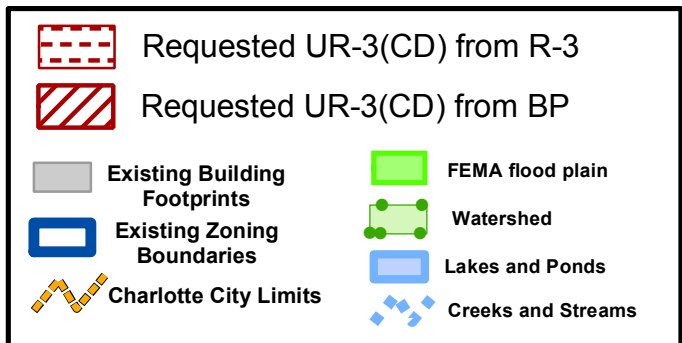 Requested UR-3(CD) from R-3
Requested UR-3(CD) from BP
Existing Building
Footprints
Existing Zoning
Boundaries
Charlotte City Limits
FEMA flood plain
Watershed
Lakes and Ponds
Creeks and Streams